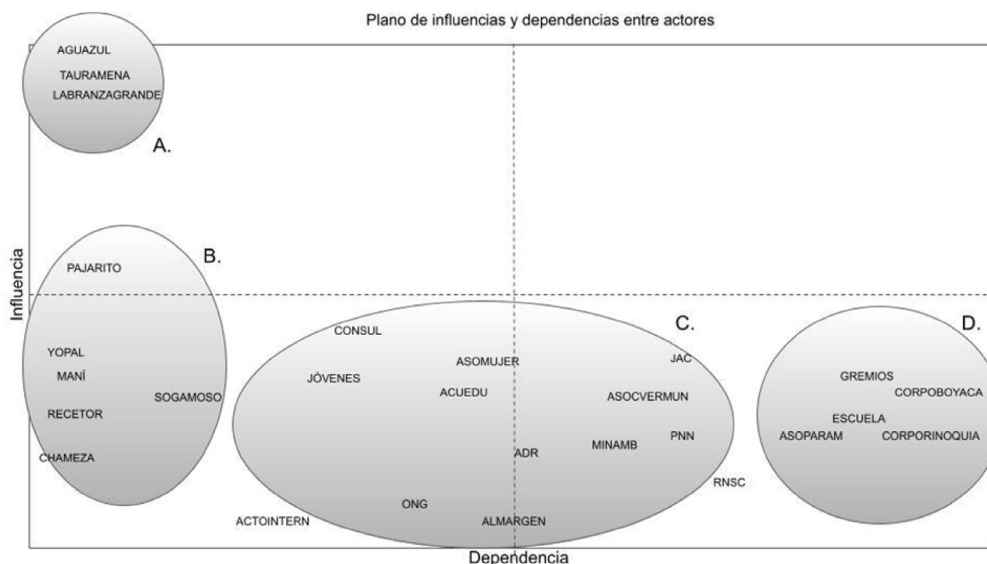 Plano de influencias y dependencias entre actores
AGUAZUL
TAURAMENA
LABRANZAGRANDE
A.
Influencia
B.
PAJARITO
YOPAL
MANÍ
SOGAMOSO
RECETOR
CHAMEZA
C.
CONSUL
JAC
ASOMUJER
JÓVENES
ACUEDU
ASOCVERMUN
PNN
MINAMB
ADR
RNSC
ONG
ACTOINTERN
ALMARGEN
D.
GREMIOS
CORPOBOYACA
ESCUELA
ASOPARAM
CORPORINOQUIA
Dependencia